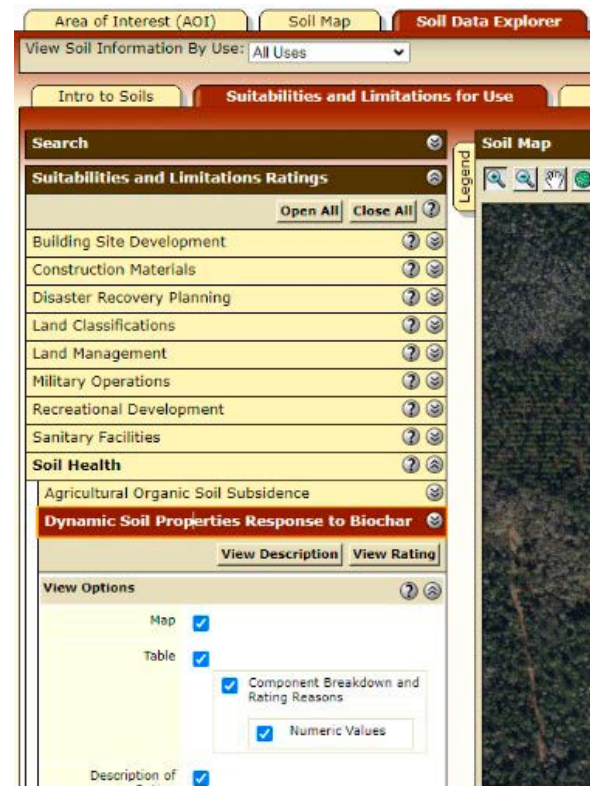 Area of Interest (AOI)
Soil Map
Soil Data Explorer
View Soil Information By Use: All Uses
Intro to Soils
Suitabilities and Limitations for Use
Search
Legend
Soil Map
Suitabilities and Limitations Ratings
Open All Close All ?
Building Site Development ?
Construction Materials ?
Disaster Recovery Planning ?
Land Classifications ?
Land Management ?
Military Operations ?
Recreational Development ?
Sanitary Facilities ?
Soil Health ?
Agricultural Organic Soil Subsidence
Dynamic Soil Properties Response to Biochar
View Description View Rating
View Options ?
Map
Table
Component Breakdown and
Rating Reasons
Numeric Values
Description of